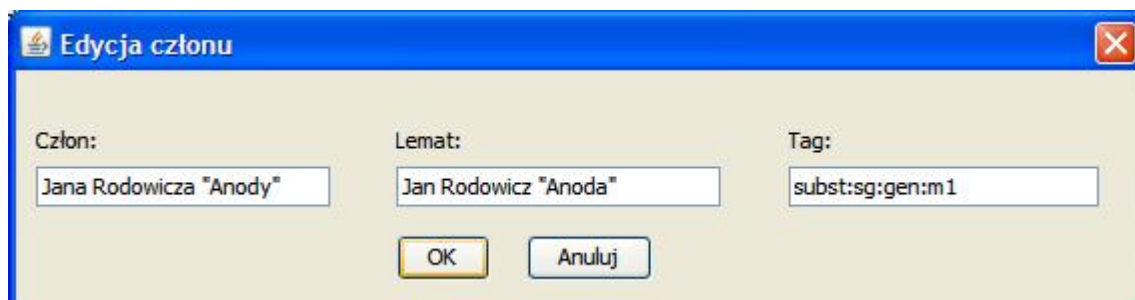 Edycja członu
Człon: Lemat: Tag:
Jana Rodowicza "Anody" Jan Rodowicz "Anoda" subst:sg:gen:m1
OK Anuluj